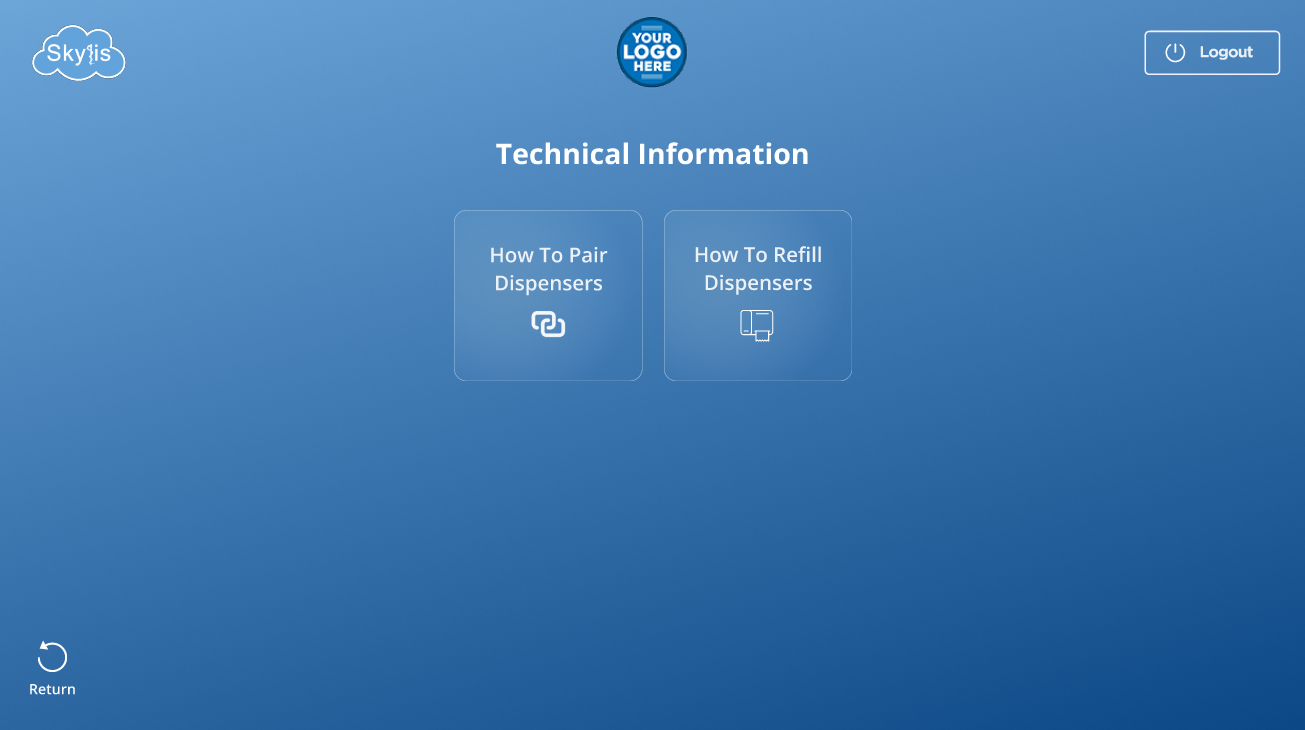 Skylis
YOUR
LOGO
HERE
Logout
Technical Information
How To Pair
Dispensers
How To Refill
Dispensers
Return